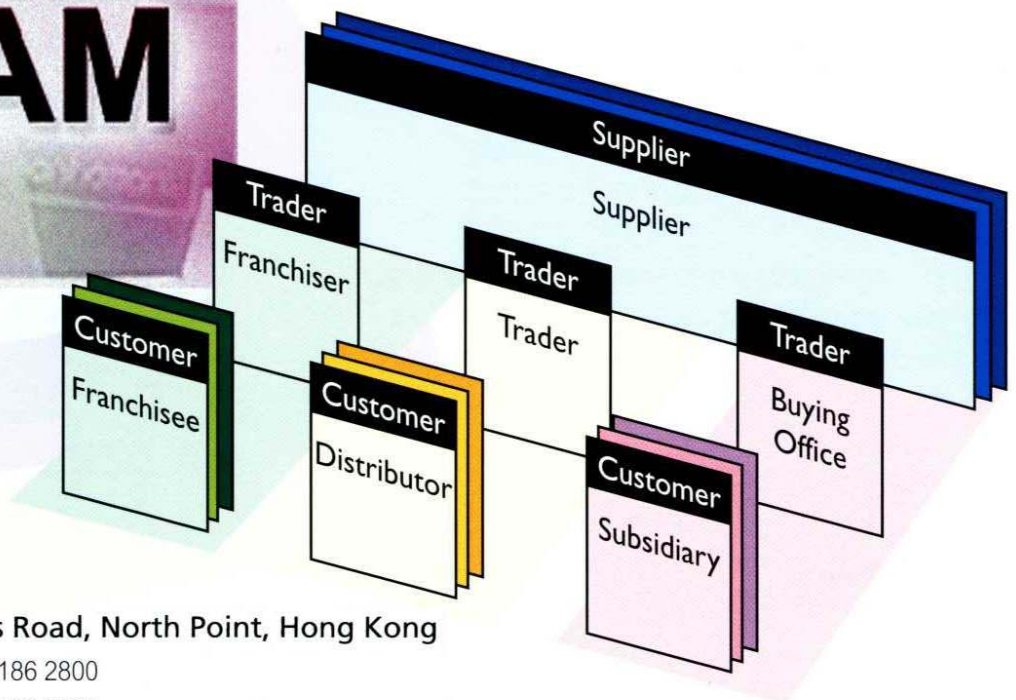 AM
Supplier
Supplier
Trader
Franchiser
Trader
Trader
Trader
Buying
Office
Customer
Franchisee
Customer
Distributor
Customer
Subsidiary
s Road, North Point, Hong Kong
186 2800